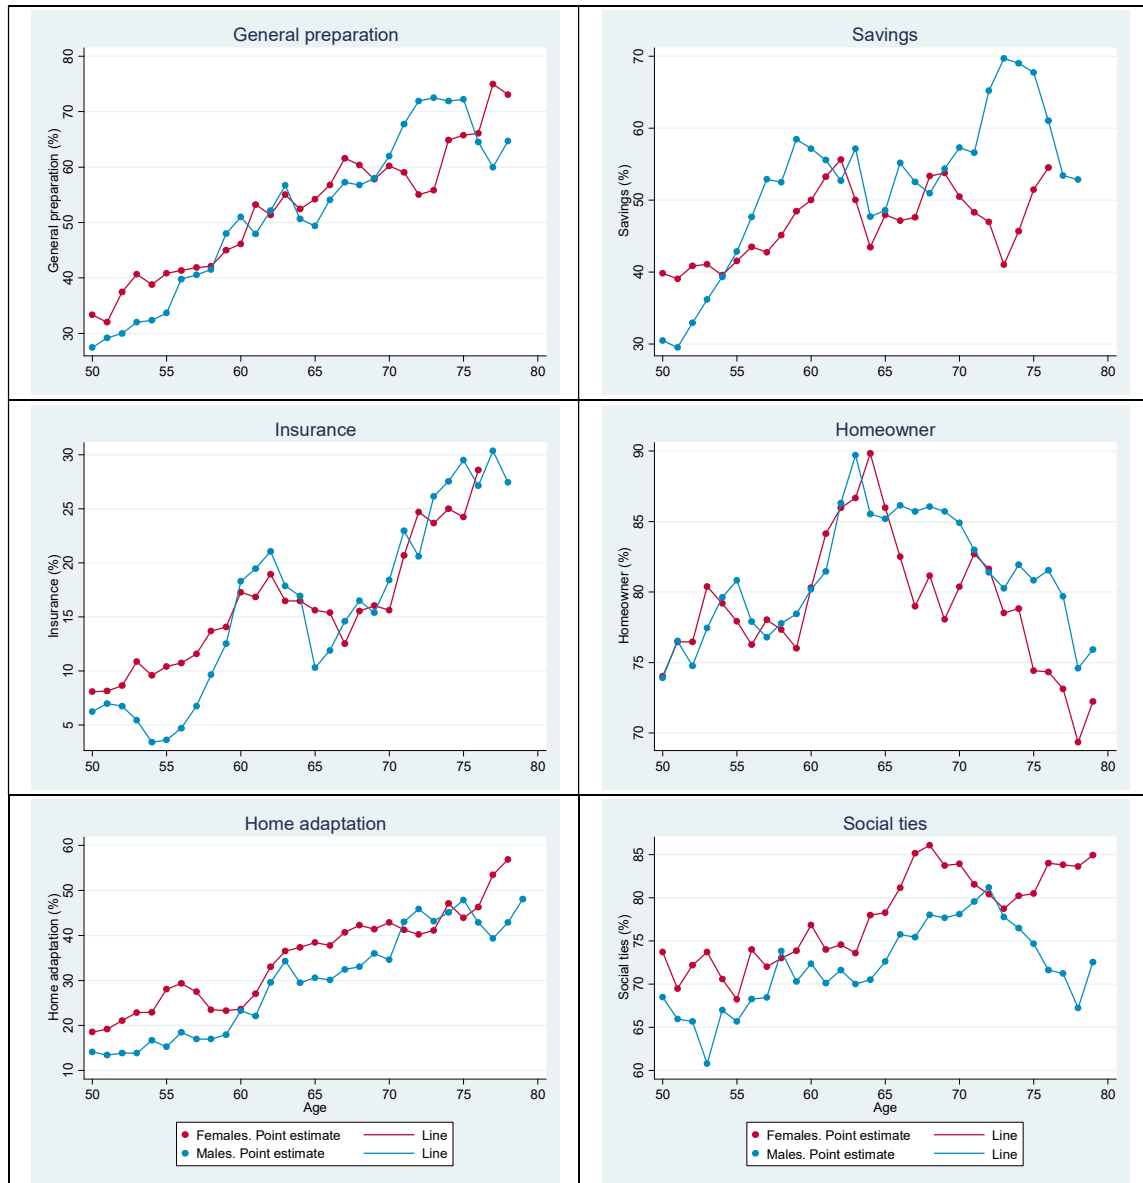 General preparation
General preparation (%)
80
70
60
50
40
30
50 55 60 65 70 75 80
Savings
Savings (%)
70
60
50
40
30
50 55 60 65 70 75 80
Insurance
Insurance (%)
30
25
20
15
10
5
50 55 60 65 70 75 80
Homeowner
Homeowner (%)
90
85
80
75
70
50 55 60 65 70 75 80
Home adaptation
Home adaptation (%)
60
50
40
30
20
10
50 55 60 65 70 75 80
Age
Females. Point estimate Line
Males. Point estimate Line
Social ties
Social ties (%)
85
80
75
70
65
60
50 55 60 65 70 75 80
Age
Females. Point estimate Line
Males. Point estimate Line